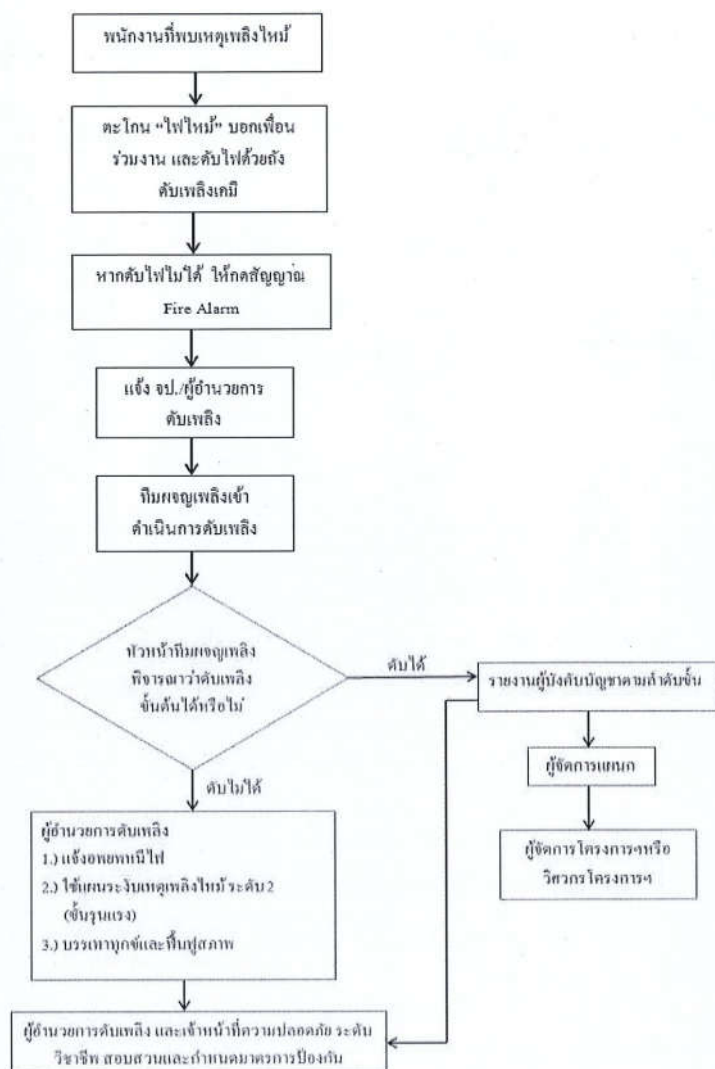 พนักงานที่พบเหตุเพลิงไหม้
ตะโกน “ไฟไหม้” บอกเพื่อน
ร่วมงาน และดับไฟด้วยถัง
ดับเพลิงเคมี
หากดับไฟไม่ได้ ให้กดสัญญาณ
Fire Alarm
แจ้ง จป./ผู้อำนวยการ
ดับเพลิง
ทีมผจญเพลิงเข้า
ดำเนินการดับเพลิง
หัวหน้าทีมผจญเพลิง
พิจารณาว่าดับเพลิง
ขั้นต้นได้หรือไม่
ดับได้
รายงานผู้บังคับบัญชาตามลำดับขั้น
ผู้จัดการแผนก
ผู้จัดการโครงการฯหรือ
วิศวกรโครงการฯ
ดับไม่ได้
ผู้อำนวยการดับเพลิง
1.) แจ้งอพยพหนีไฟ
2.) ใช้แผนระงับเหตุเพลิงไหม้ ระดับ 2
(ขั้นรุนแรง)
3.) บรรเทาทุกข์และฟื้นฟูสภาพ
ผู้อำนวยการดับเพลิง และเจ้าหน้าที่ความปลอดภัย ระดับ
วิชาชีพ สอบสวนและกำหนดมาตรการป้องกัน